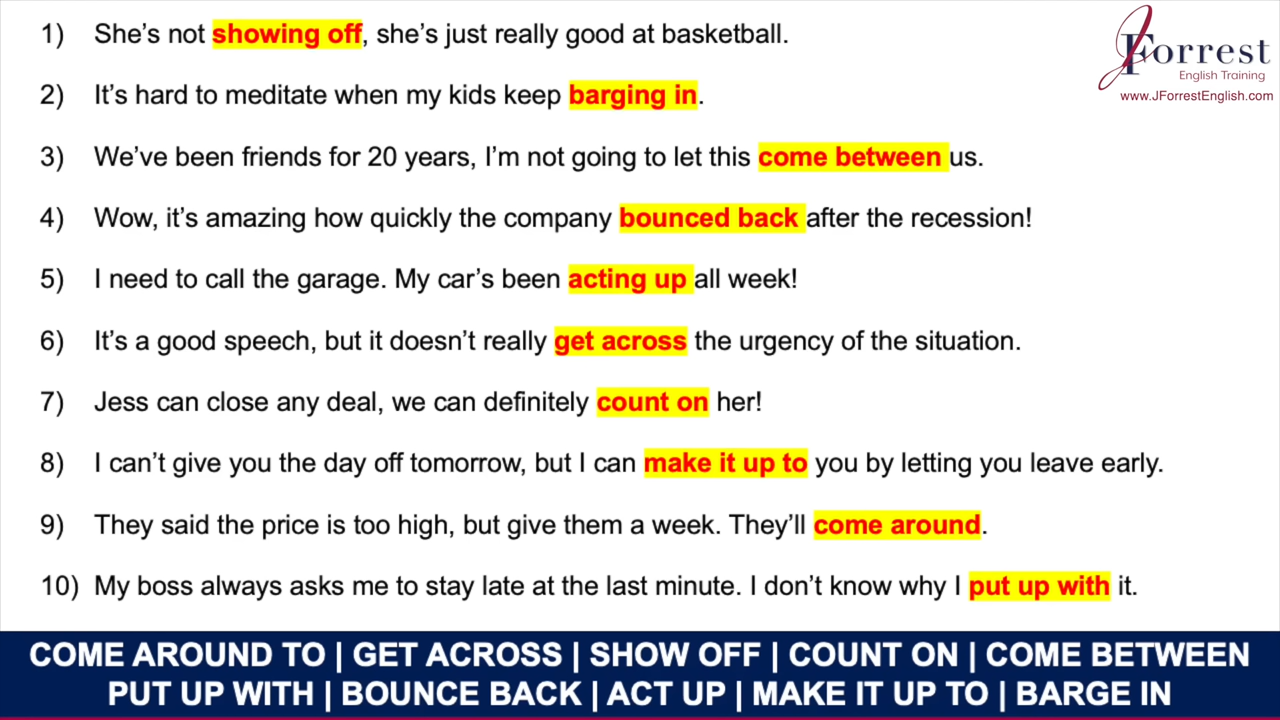 JForrest
English Training
www.JForrestEnglish.com
1) She’s not showing off, she’s just really good at basketball.
2) It’s hard to meditate when my kids keep barging in.
3) We’ve been friends for 20 years, I’m not going to let this come between us.
4) Wow, it’s amazing how quickly the company bounced back after the recession!
5) I need to call the garage. My car’s been acting up all week!
6) It’s a good speech, but it doesn’t really get across the urgency of the situation.
7) Jess can close any deal, we can definitely count on her!
8) I can’t give you the day off tomorrow, but I can make it up to you by letting you leave early.
9) They said the price is too high, but give them a week. They’ll come around.
10) My boss always asks me to stay late at the last minute. I don’t know why I put up with it.
COME AROUND TO | GET ACROSS | SHOW OFF | COUNT ON | COME BETWEEN
PUT UP WITH | BOUNCE BACK | ACT UP | MAKE IT UP TO | BARGE IN